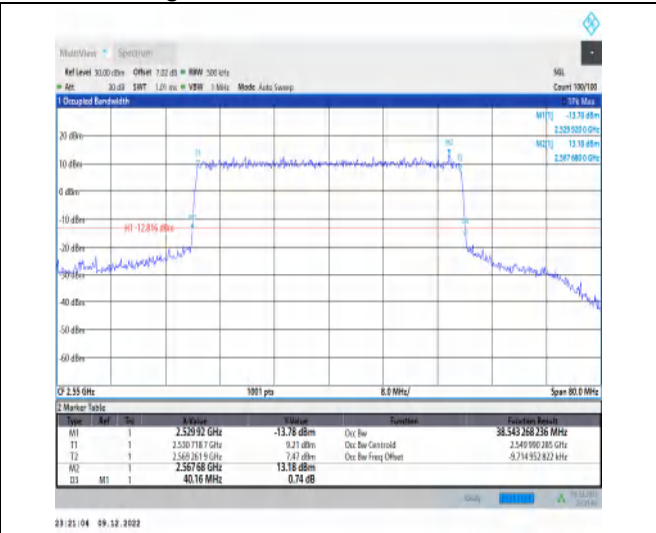 MultiView Spectrum
Ref Level 30.00 dBm Offset 7.02 dB RBW 500 kHz SGL
Att 30 dB SWT 1.01 ms VBW 3 MHz Mode Auto Sweep Count 100/100
1 Occupied Bandwidth 1Pk Max
M1[1] -13.78 dBm
2.529 920 0 GHz
M2[1] 13.18 dBm
2.567 680 0 GHz
20 dBm
10 dBm
0 dBm
-10 dBm
H1 -12.816 dBm
-20 dBm
-30 dBm
-40 dBm
-50 dBm
-60 dBm
M1
T1
M2
T2
CF 2.55 GHz 1001 pts 8.0 MHz/ Span 80.0 MHz
2 Marker Table
Type Ref Trc X-Value Y-Value Function Function Result
M1 1 2.52992 GHz -13.78 dBm Occ Bw 38.543 268 236 MHz
T1 1 2.530 718 7 GHz 9.21 dBm Occ Bw Centroid 2.549 990 285 GHz
T2 1 2.569 261 9 GHz 7.47 dBm Occ Bw Freq Offset -9.714 952 822 kHz
M2 1 2.56768 GHz 13.18 dBm
D3 M1 1 40.16 MHz 0.74 dB
23:21:04 09.12.2022